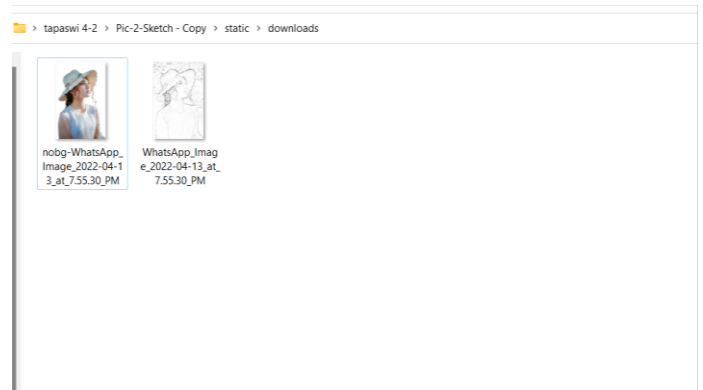 tapaswi 4-2 > Pic-2-Sketch - Copy > static > downloads
nobg-WhatsApp_
Image_2022-04-1
3_at_7.55.30_PM
WhatsApp_Imag
e_2022-04-13_at_
7.55.30_PM